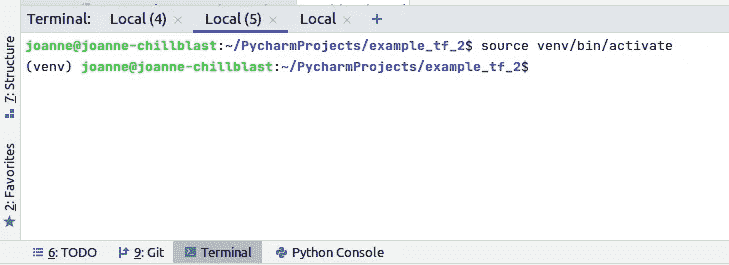 Terminal: Local (4) × Local (5) × Local × +
joanne@joanne-chillblast:~/PycharmProjects/example_tf_2$ source venv/bin/activate
(venv) joanne@joanne-chillblast:~/PycharmProjects/example_tf_2$
7: Structure
2: Favorites
6: TODO 9: Git Terminal Python Console